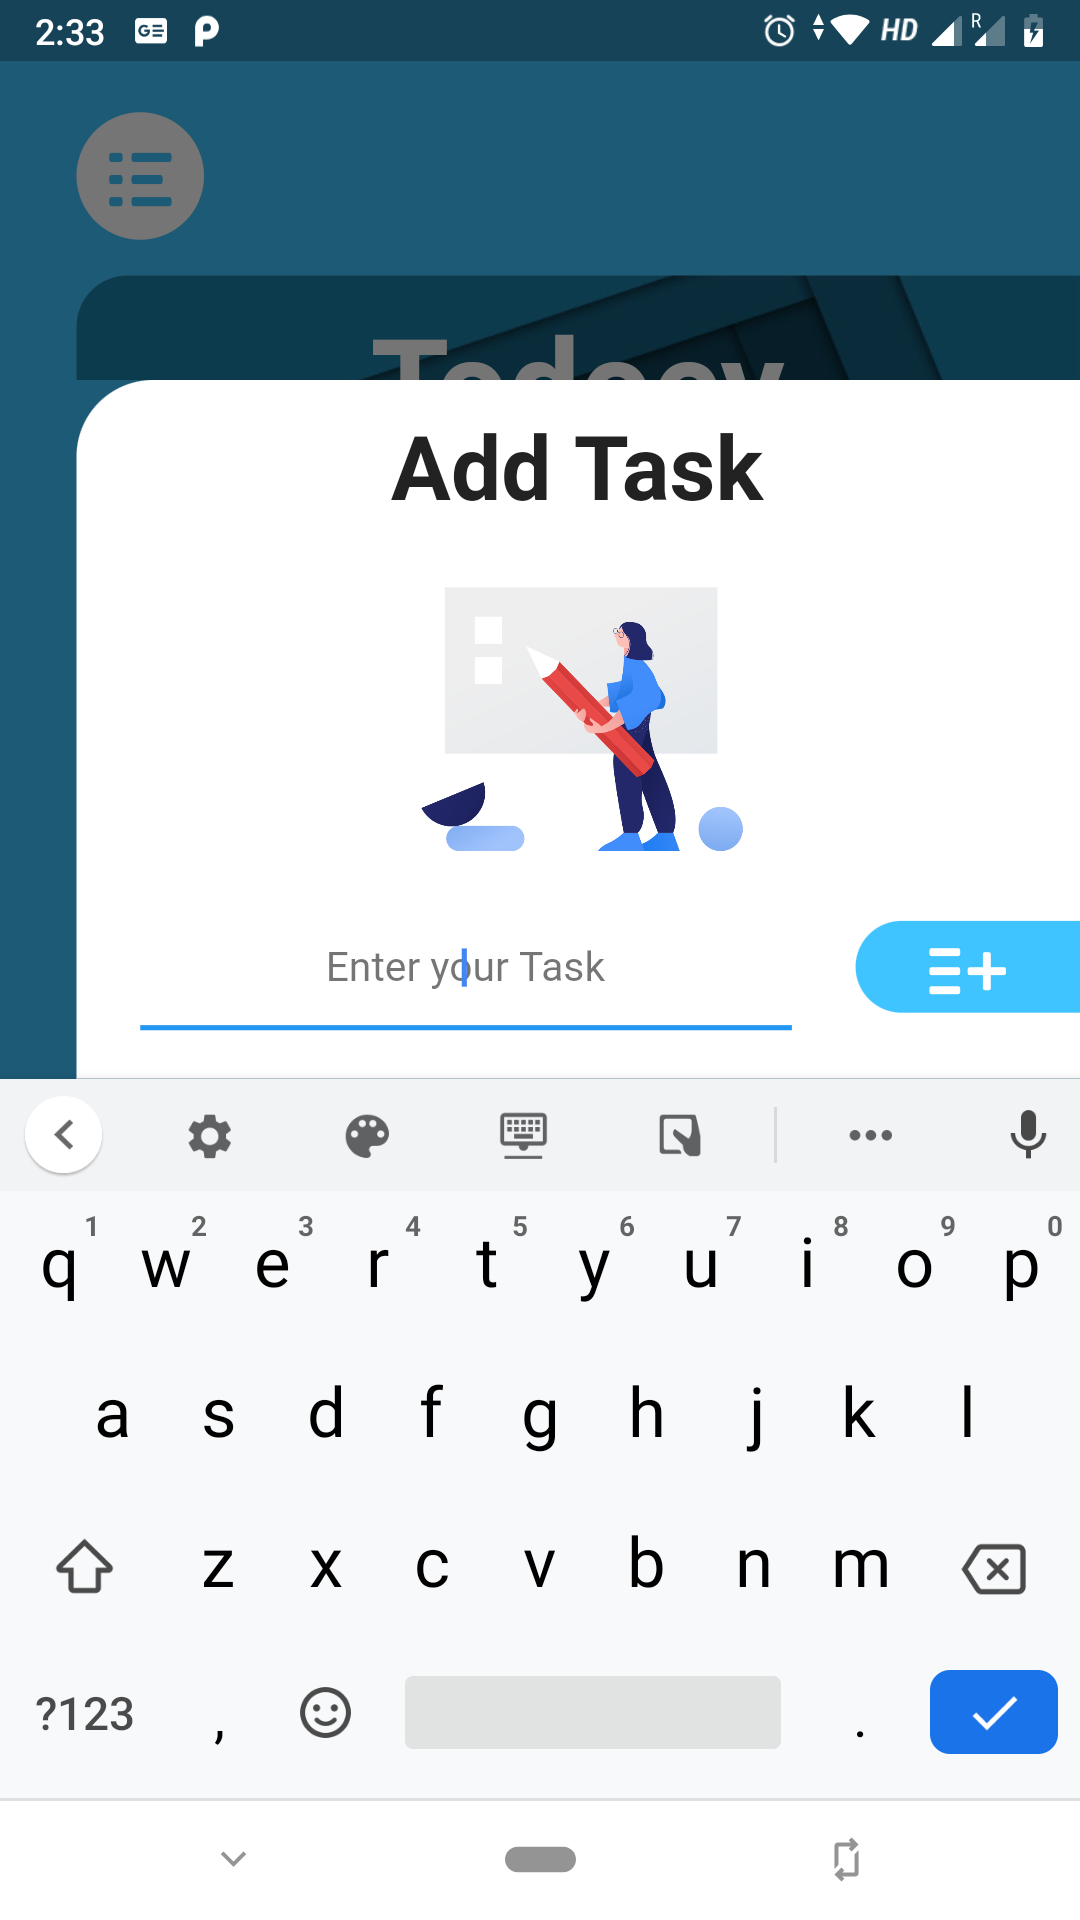 2:33 GE P HD R
Todoey
Add Task
Enter your Task
1 2 3 4 5 6 7 8 9 0
q w e r t y u i o p
a s d f g h j k l
z x c v b n m
?123 , .